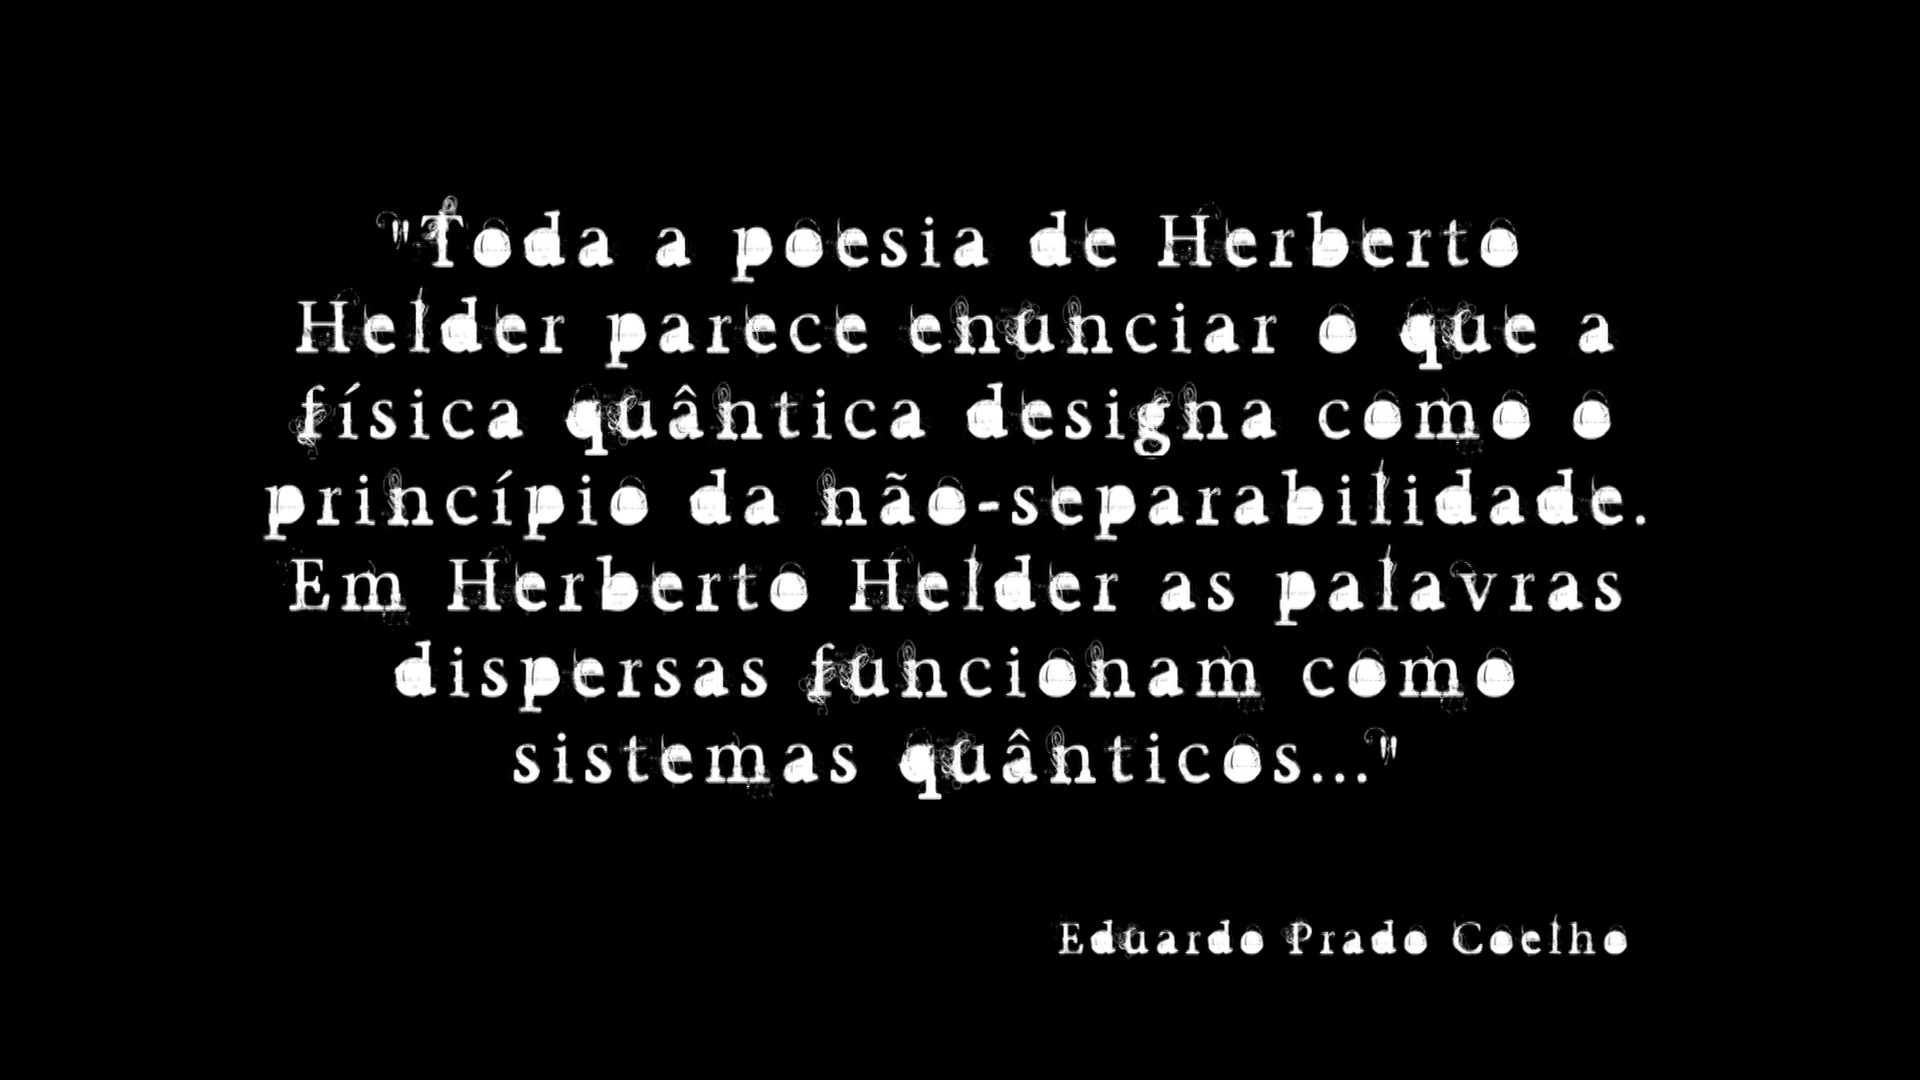 "Toda a poesia de Herberto
Helder parece enunciar o que a
física quântica designa como o
princípio da não-separabilidade.
Em Herberto Helder as palavras
dispersas funcionam como
sistemas quânticos..."
Eduardo Prado Coelho